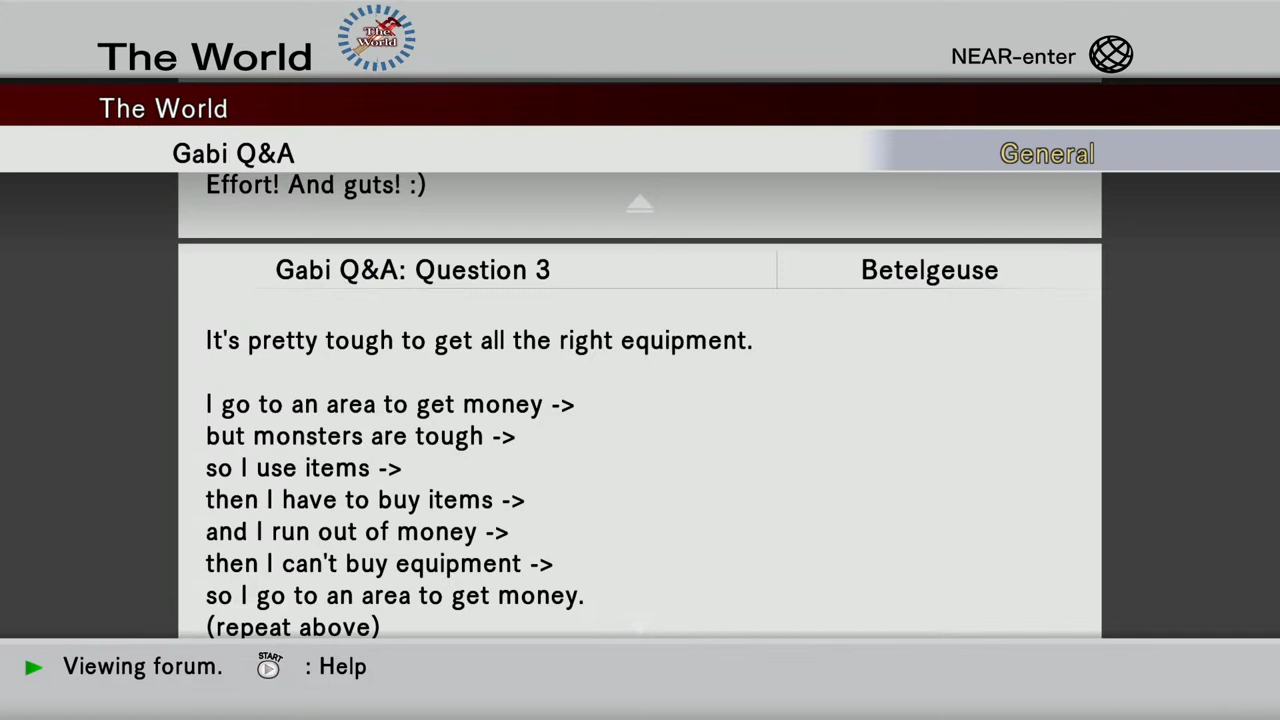 The World
The
World
NEAR-enter
The World
Gabi Q&A
General
Effort! And guts! :)
Gabi Q&A: Question 3
Betelgeuse
It's pretty tough to get all the right equipment.
I go to an area to get money ->
but monsters are tough ->
so I use items ->
then I have to buy items ->
and I run out of money ->
then I can't buy equipment ->
so I go to an area to get money.
(repeat above)
Viewing forum.
START
: Help